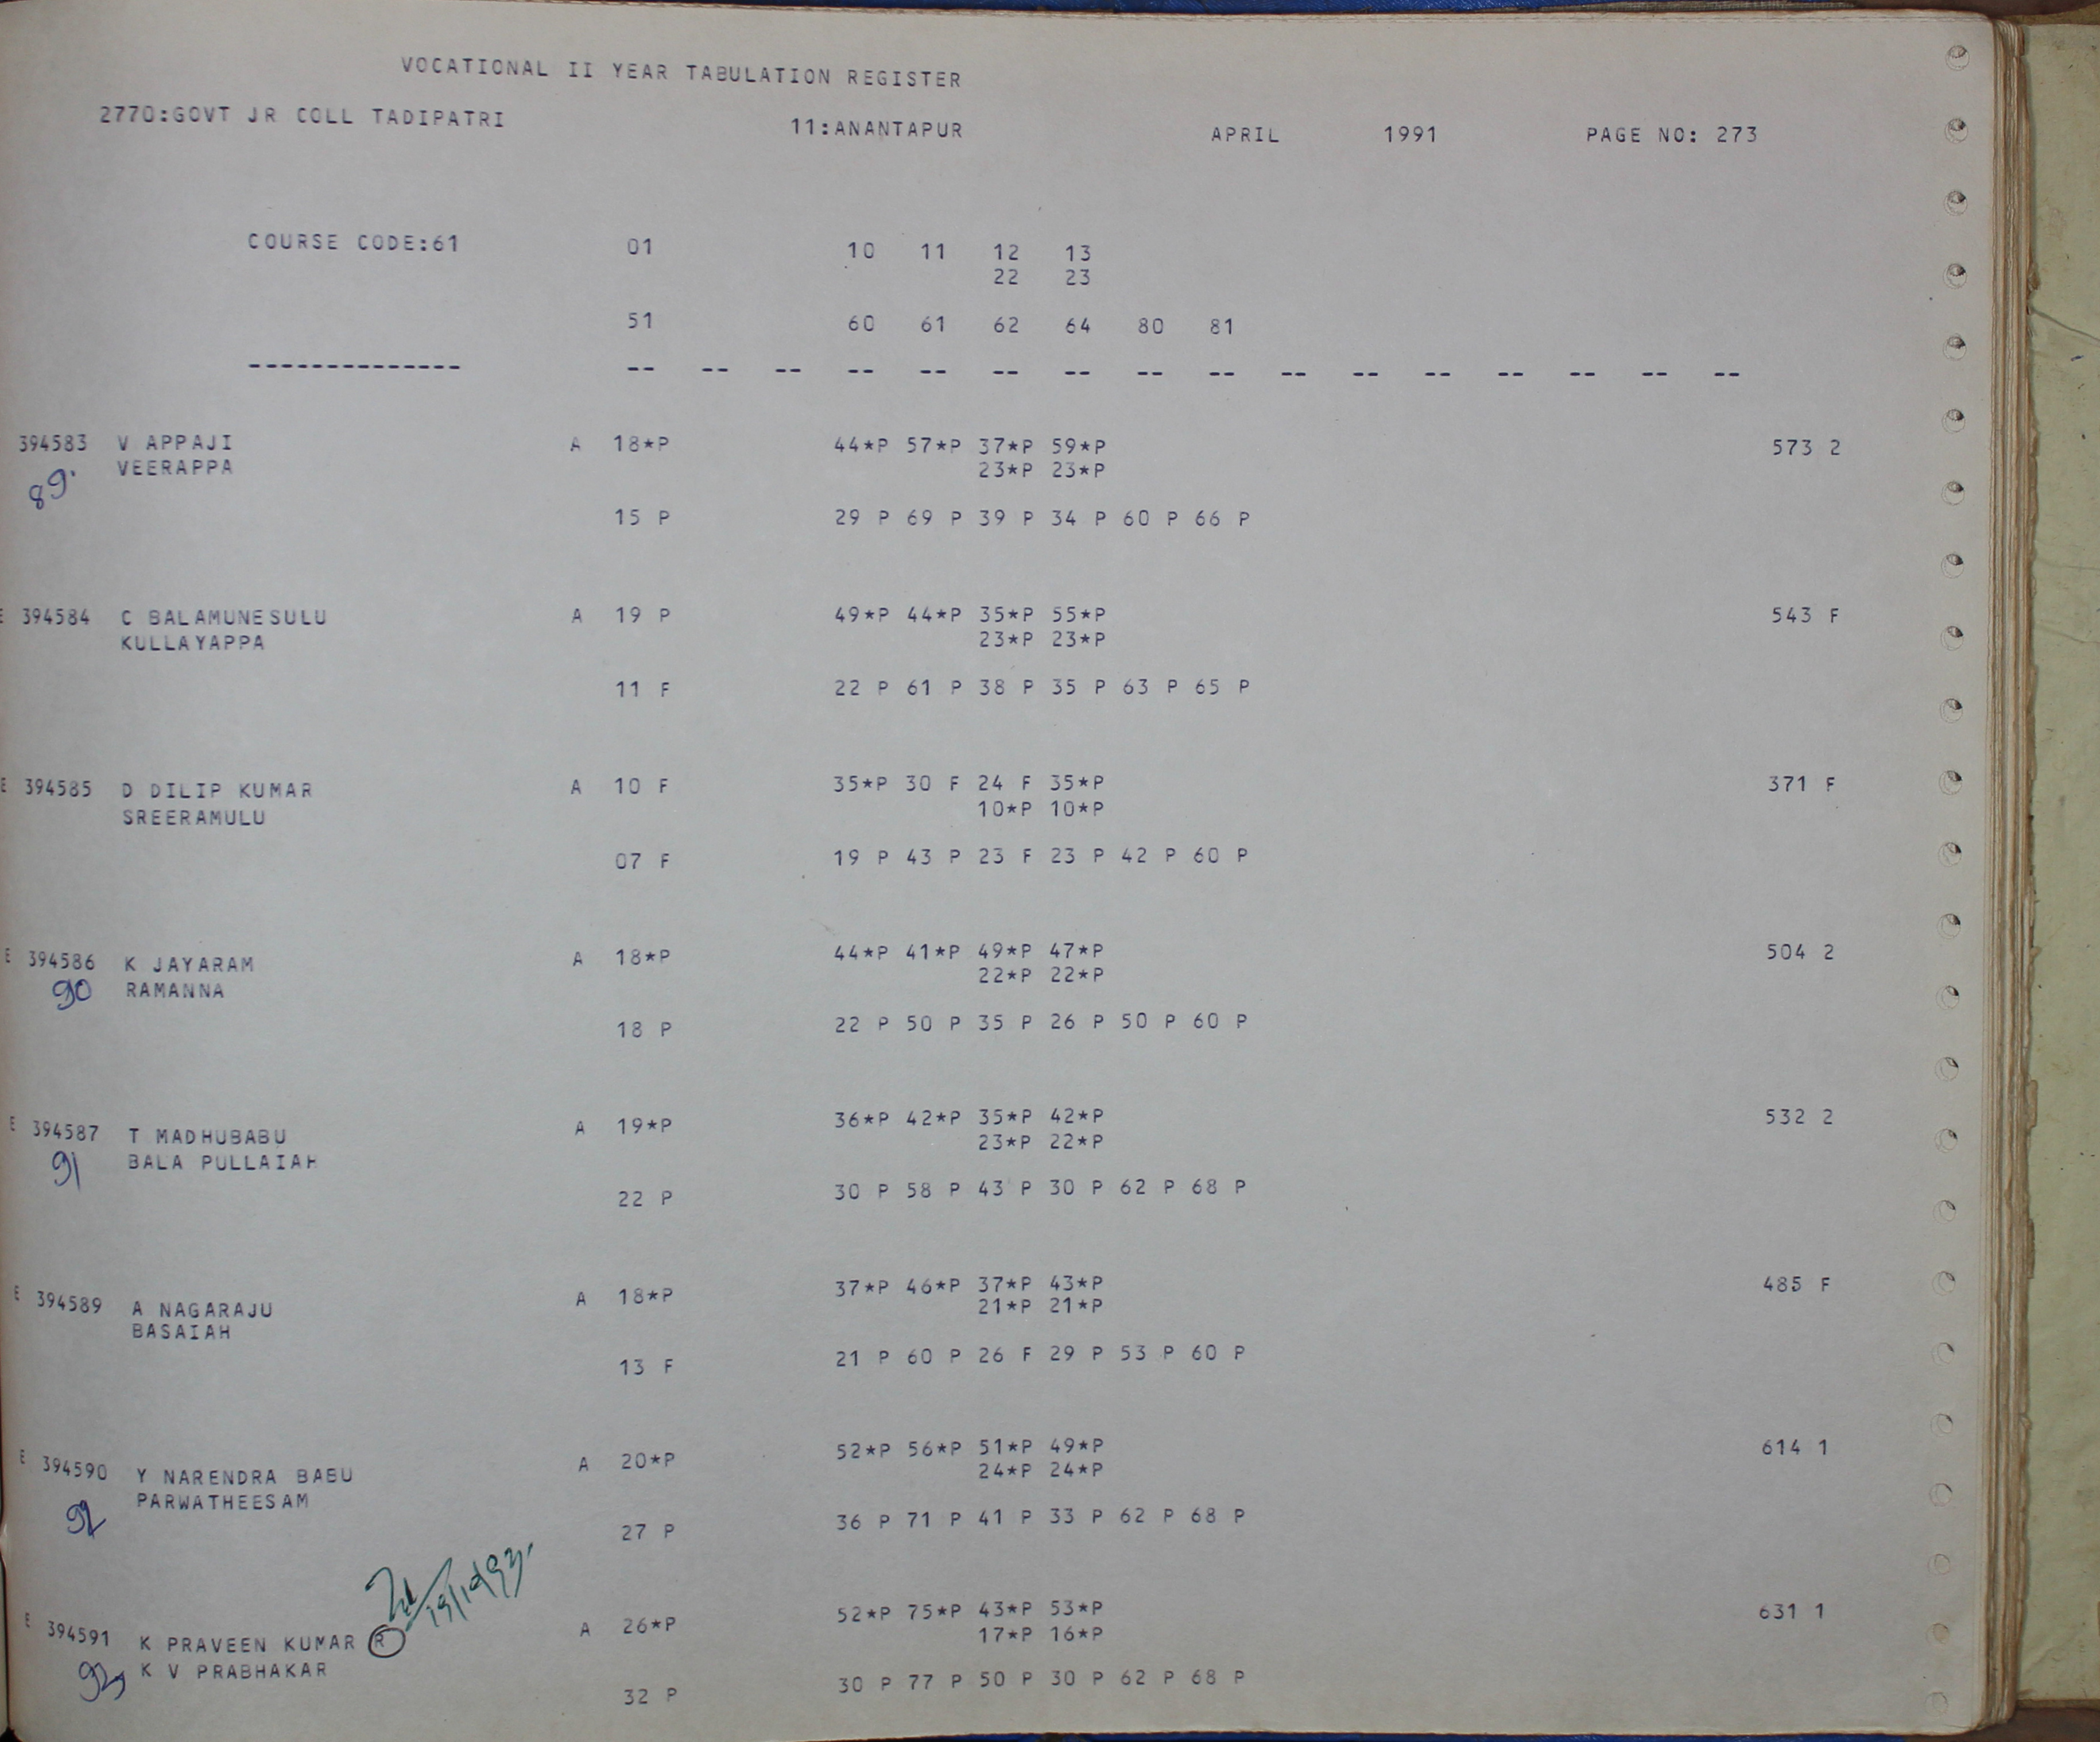 VOCATIONAL II YEAR TABULATION REGISTER
2770:GOVT JR COLL TADIPATRI 11:ANANTAPUR APRIL 1991 PAGE NO: 273
COURSE CODE:61 01 10 11 12 13
22 23
51 60 61 62 64 80 81
-------------- -- -- -- -- -- -- -- -- -- -- -- -- -- -- -- --
394583 V APPAJI A 18*P 44*P 57*P 37*P 59*P 573 2
VEERAPPA 23*P 23*P
89.
15 P 29 P 69 P 39 P 34 P 60 P 66 P
E 394584 C BALAMUNESULU A 19 P 49*P 44*P 35*P 55*P 543 F
KULLAYAPPA 23*P 23*P
11 F 22 P 61 P 38 P 35 P 63 P 65 P
E 394585 D DILIP KUMAR A 10 F 35*P 30 F 24 F 35*P 371 F
SREERAMULU 10*P 10*P
07 F 19 P 43 P 23 F 23 P 42 P 60 P
E 394586 K JAYARAM A 18*P 44*P 41*P 49*P 47*P 504 2
90 RAMANNA 22*P 22*P
18 P 22 P 50 P 35 P 26 P 50 P 60 P
E 394587 T MADHUBABU A 19*P 36*P 42*P 35*P 42*P 532 2
91 BALA PULLAIAH 23*P 22*P
22 P 30 P 58 P 43 P 30 P 62 P 68 P
E 394589 A NAGARAJU A 18*P 37*P 46*P 37*P 43*P 485 F
BASAIAH 21*P 21*P
13 F 21 P 60 P 26 F 29 P 53 P 60 P
E 394590 Y NARENDRA BABU A 20*P 52*P 56*P 51*P 49*P 614 1
PARWATHEESAM 24*P 24*P
92
27 P 36 P 71 P 41 P 33 P 62 P 68 P
E 394591 K PRAVEEN KUMAR R A 26*P 52*P 75*P 43*P 53*P 631 1
93 K V PRABHAKAR 17*P 16*P
32 P 30 P 77 P 50 P 30 P 62 P 68 P